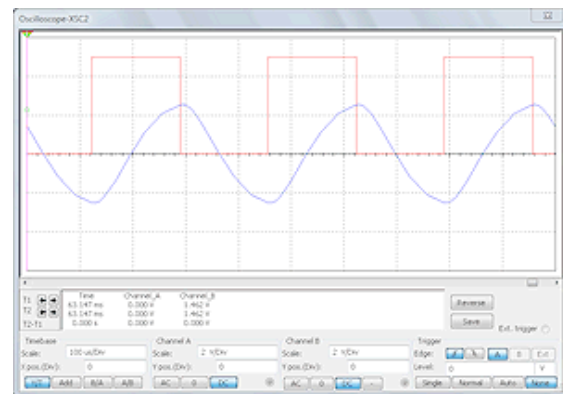 Oscilloscope-XSC2
Time Channel_A Channel_B
T1 63.147 ms 0.000 V 1.462 V
T2 63.147 ms 0.000 V 1.462 V
T2-T1 0.000 s 0.000 V 0.000 V
Reverse
Save
Ext. trigger
Timebase
Scale: 100 us/Div
X pos.(Div): 0
Y/T Add B/A A/B
Channel A
Scale: 2 V/Div
Y pos.(Div): 0
AC 0 DC
Channel B
Scale: 2 V/Div
Y pos.(Div): 0
AC 0 DC -
Trigger
Edge: A B Ext
Level: 0 V
Single Normal Auto None